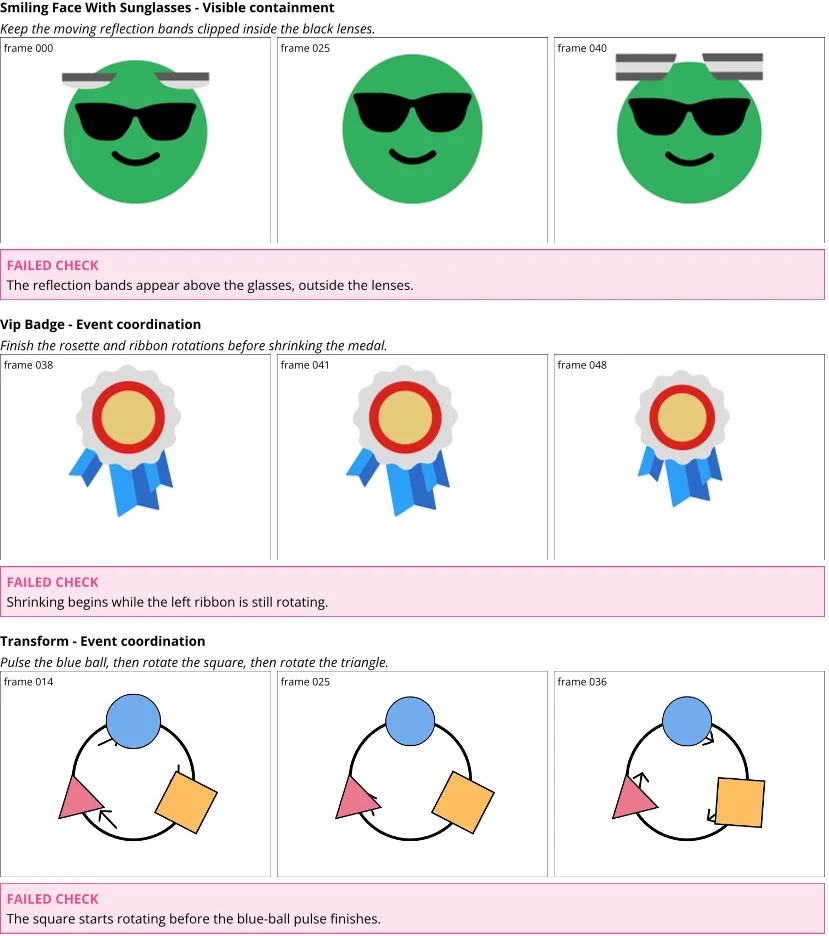 Smiling Face With Sunglasses - Visible containment
Keep the moving reflection bands clipped inside the black lenses.
frame 000
frame 025
frame 040
FAILED CHECK
The reflection bands appear above the glasses, outside the lenses.
Vip Badge - Event coordination
Finish the rosette and ribbon rotations before shrinking the medal.
frame 038
frame 041
frame 048
FAILED CHECK
Shrinking begins while the left ribbon is still rotating.
Transform - Event coordination
Pulse the blue ball, then rotate the square, then rotate the triangle.
frame 014
frame 025
frame 036
FAILED CHECK
The square starts rotating before the blue-ball pulse finishes.